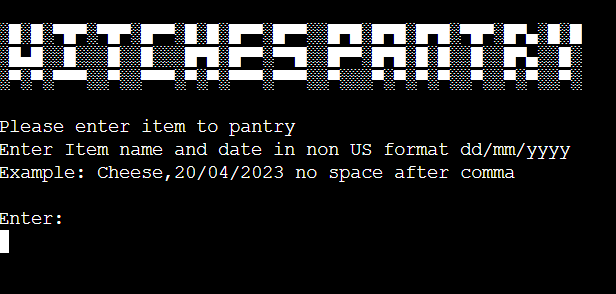 WITCHES PANTRY
Please enter item to pantry
Enter Item name and date in non US format dd/mm/yyyy
Example: Cheese,20/04/2023 no space after comma
Enter: